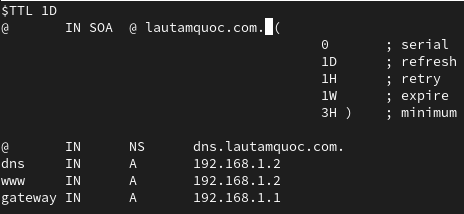 $TTL 1D
@ IN SOA @ lautamquoc.com. (
0 ; serial
1D ; refresh
1H ; retry
1W ; expire
3H ) ; minimum
@ IN NS dns.lautamquoc.com.
dns IN A 192.168.1.2
www IN A 192.168.1.2
gateway IN A 192.168.1.1